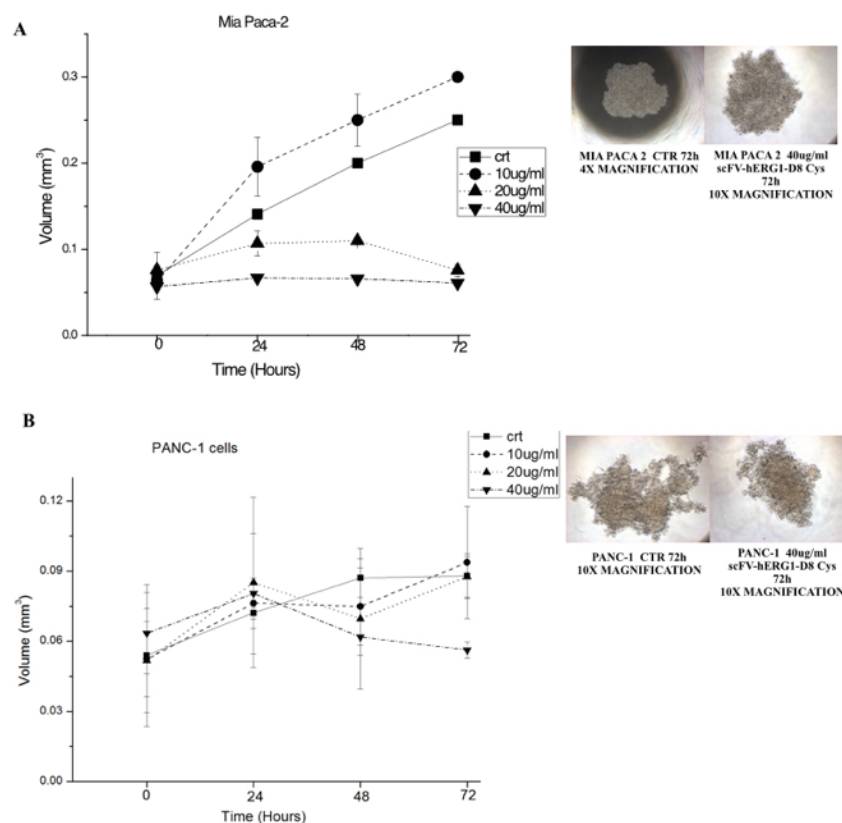 A
Mia Paca-2
Volume (mm³)
0.3
0.2
0.1
0.0
0
24
48
72
Time (Hours)
crt
10ug/ml
20ug/ml
40ug/ml
MIA PACA 2 CTR 72h
4X MAGNIFICATION
MIA PACA 2 40ug/ml
scFV-hERG1-D8 Cys
72h
10X MAGNIFICATION
B
PANC-1 cells
Volume (mm³)
0.12
0.09
0.06
0.03
0.00
0
24
48
72
Time (Hours)
crt
10ug/ml
20ug/ml
40ug/ml
PANC-1 CTR 72h
10X MAGNIFICATION
PANC-1 40ug/ml
scFV-hERG1-D8 Cys
72h
10X MAGNIFICATION